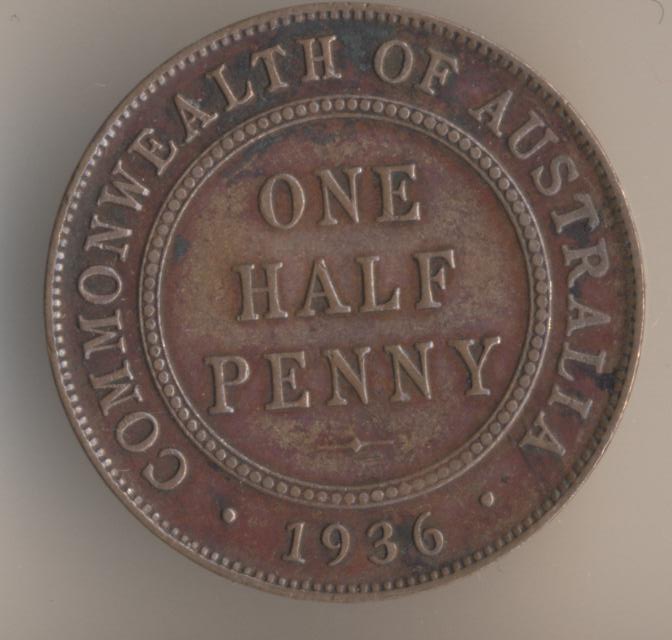 COMMONWEALTH OF AUSTRALIA
ONE
HALF
PENNY
1936